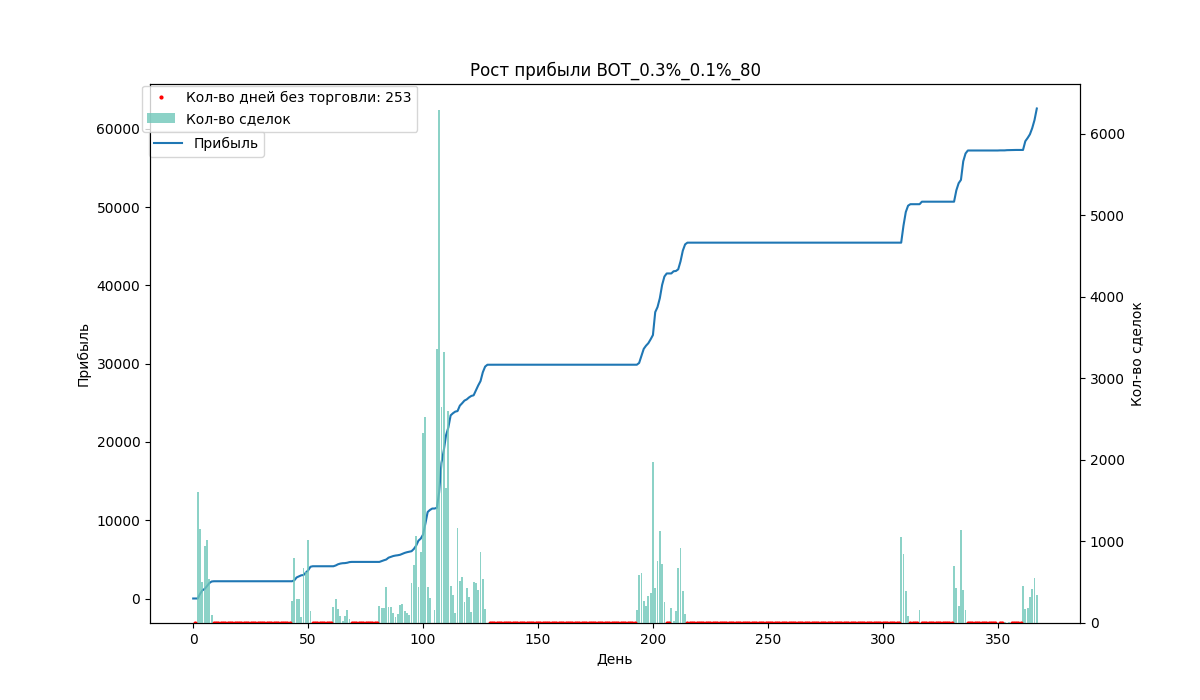 Рост прибыли BOT_0.3%_0.1%_80
Кол-во дней без торговли: 253
Кол-во сделок
Прибыль
60000
50000
40000
30000
20000
10000
0
Прибыль
6000
5000
4000
3000
2000
1000
0
Кол-во сделок
0 50 100 150 200 250 300 350
День